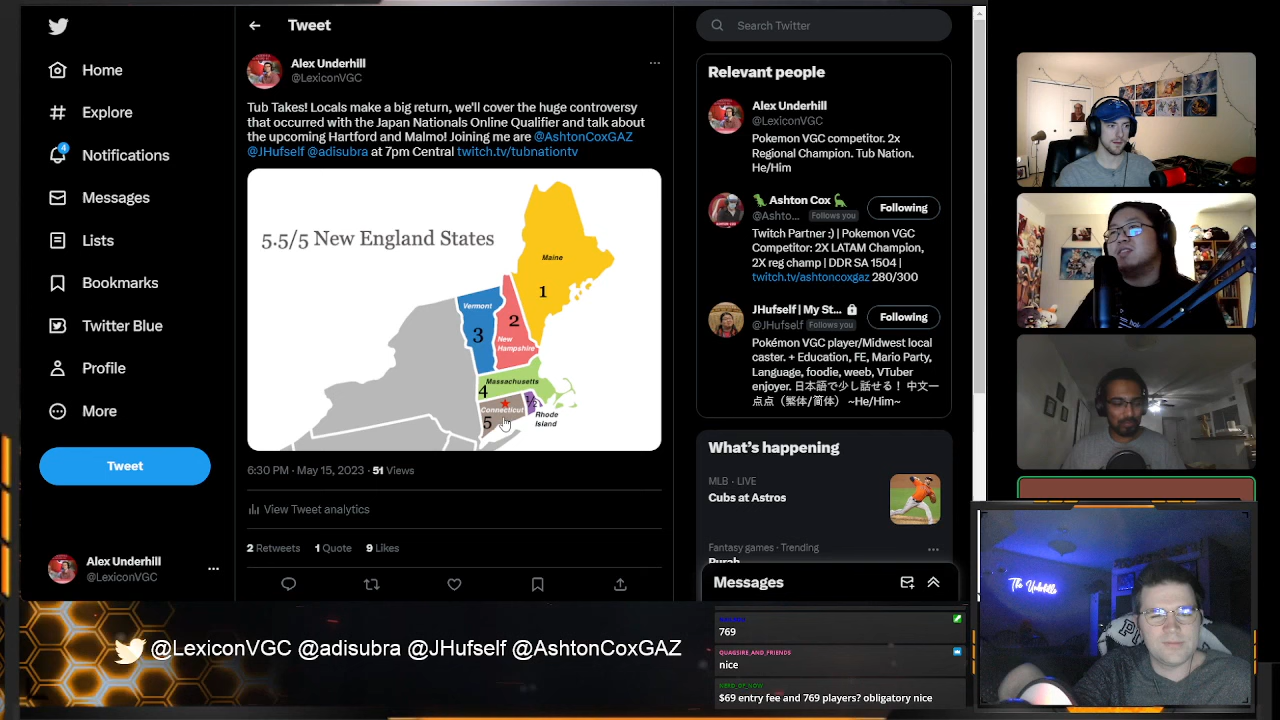 Home
Explore
4
Notifications
Messages
Lists
Bookmarks
Twitter Blue
Profile
More
Tweet
Alex Underhill
@LexiconVGC
Tweet
Alex Underhill
@LexiconVGC
Tub Takes! Locals make a big return, we'll cover the huge controversy
that occurred with the Japan Nationals Online Qualifier and talk about
the upcoming Hartford and Malmo! Joining me are @AshtonCoxGAZ
@JHufself @adisubra at 7pm Central twitch.tv/tubnationtv
5.5/5 New England States
Maine
1
Vermont
3
2
New
Hampshire
Massachusetts
4
Connecticut
5
½
Rhode
Island
6:30 PM · May 15, 2023 · 51 Views
View Tweet analytics
2 Retweets 1 Quote 9 Likes
Search Twitter
Relevant people
Alex Underhill
@LexiconVGC
Pokemon VGC competitor. 2x
Regional Champion. Tub Nation.
He/Him
Ashton Cox
@Ashto... Follows you
Following
Twitch Partner :) | Pokemon VGC
Competitor: 2X LATAM Champion,
2X reg champ | DDR SA 1504 |
twitch.tv/ashtoncoxgaz 280/300
JHufself | My St...
@JHufself Follows you
Following
Pokémon VGC player/Midwest local
caster. + Education, FE, Mario Party,
Language, foodie, weeb, VTuber
enjoyer. 日本語で少し話せる！ 中文一
点点（繁体/简体） ~He/Him~
What's happening
MLB · LIVE
Cubs at Astros
Fantasy games · Trending
Purah
Messages
@LexiconVGC @adisubra @JHufself @AshtonCoxGAZ
769
QUAGSIRE_AND_FRIENDS
nice
NERD_OF_NOW
$69 entry fee and 769 players? obligatory nice
The Underhills